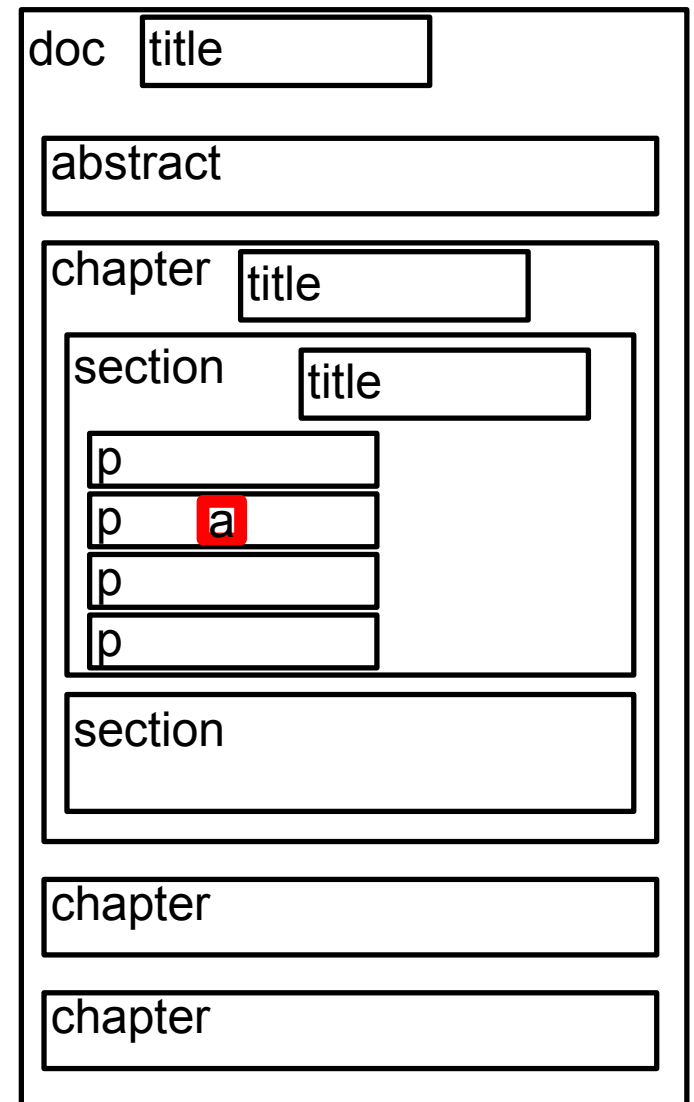 doc title
abstract
chapter title
section title
p
p a
p
p
section
chapter
chapter